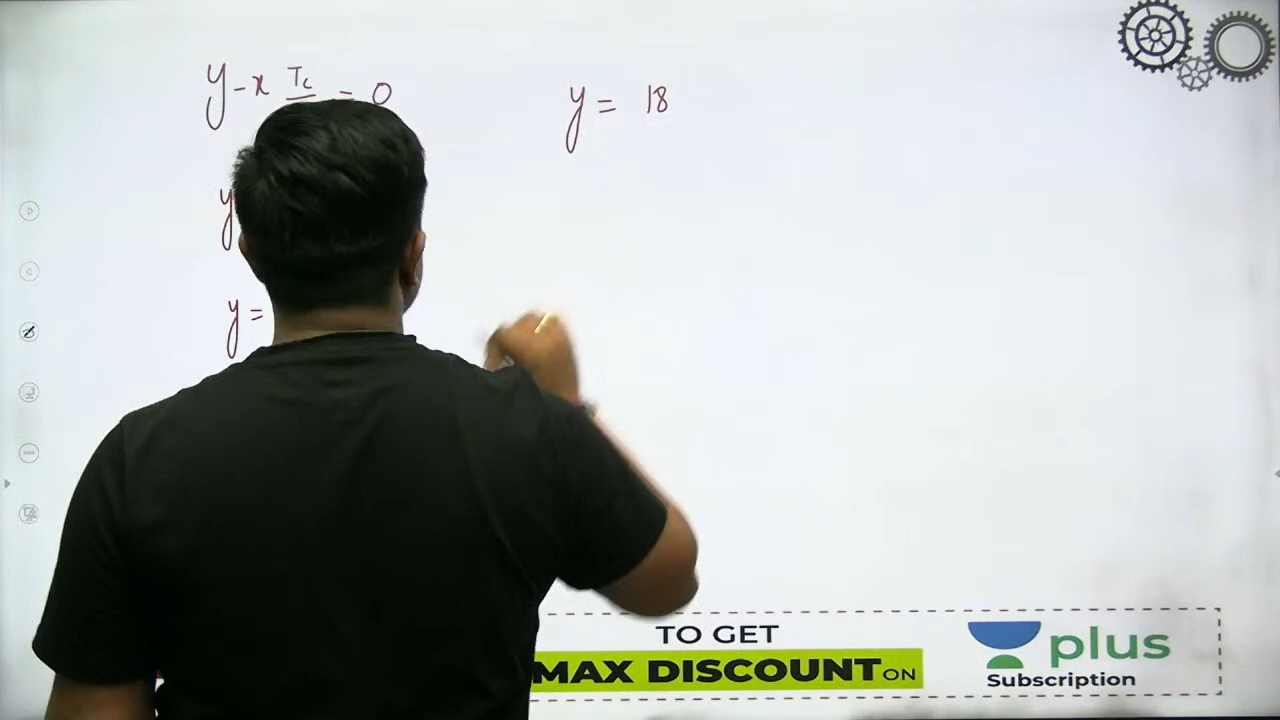 y - x Tc = 0
y = 18
y
y =
TO GET
MAX DISCOUNT ON
plus
Subscription